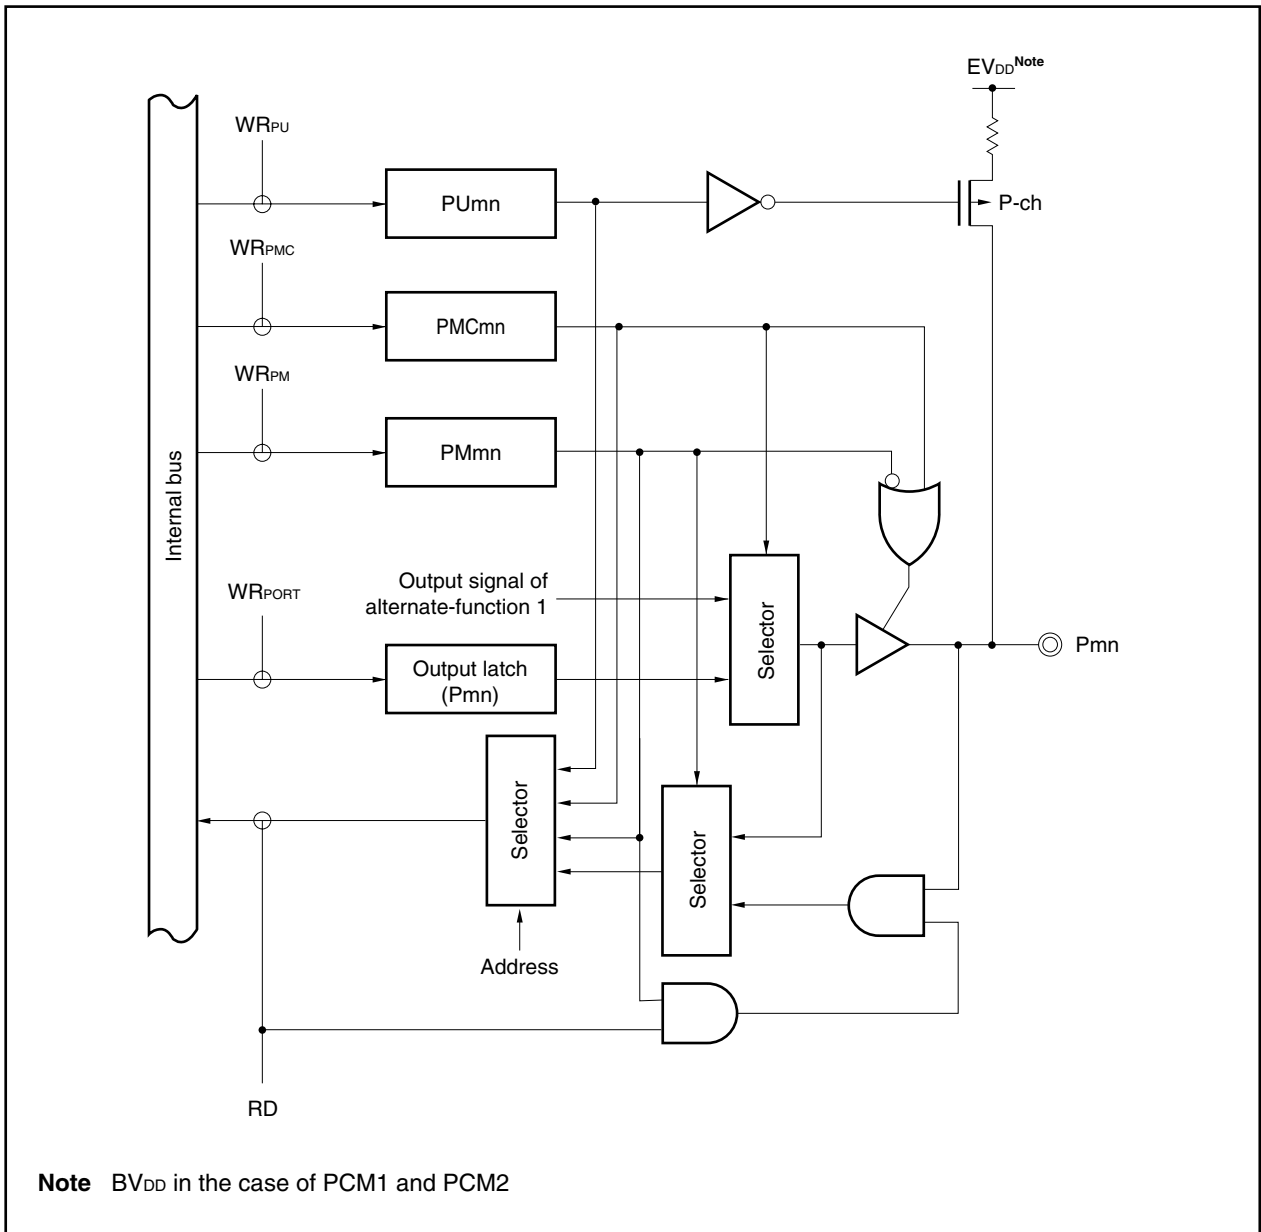 EVDDNote
WRPU
PUmn
P-ch
WRPMC
PMCmn
WRPM
PMmn
Internal bus
Output signal of
alternate-function 1
WRPORT
Selector
Pmn
Output latch
(Pmn)
Selector
Selector
Address
RD
Note BVDD in the case of PCM1 and PCM2